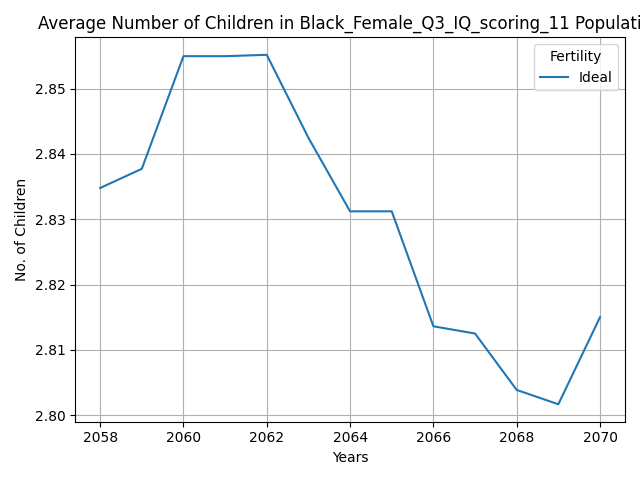 Average Number of Children in Black_Female_Q3_IQ_scoring_11 Populati
Fertility
Ideal
2.85
2.84
2.83
2.82
2.81
2.80
No. of Children
2058 2060 2062 2064 2066 2068 2070
Years